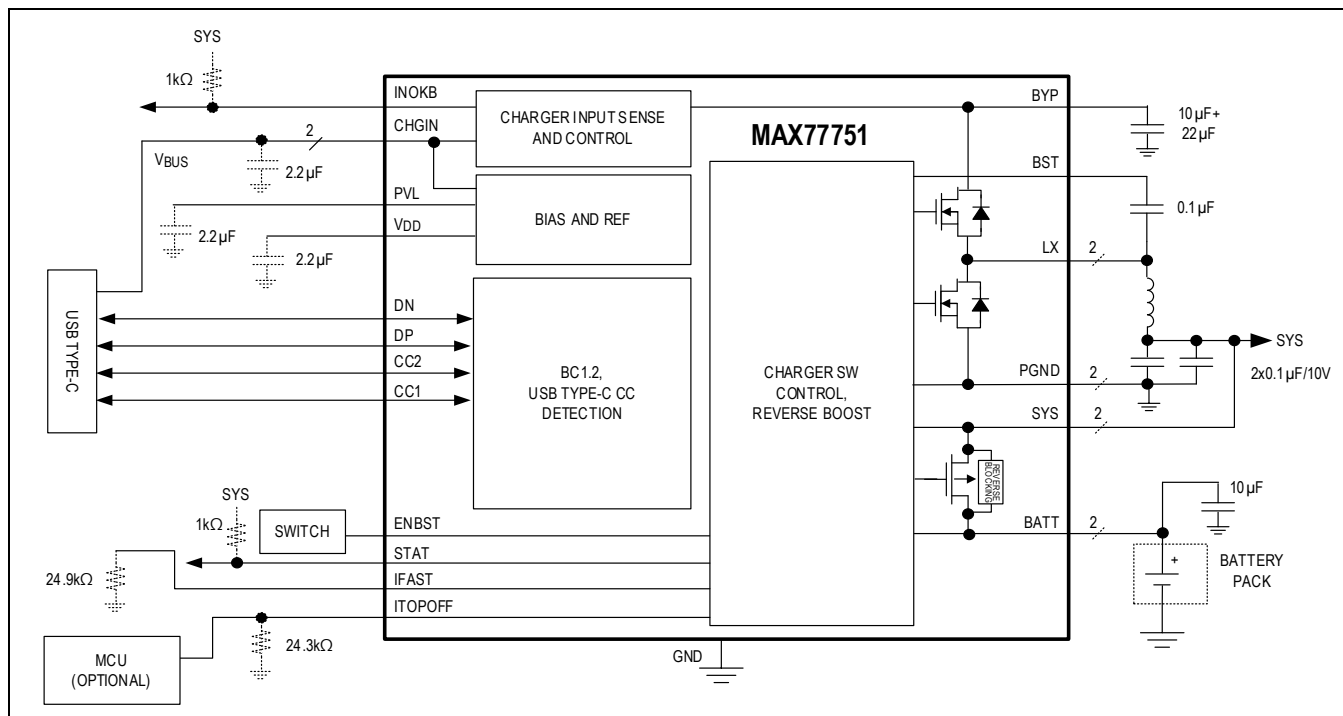 SYS
1kΩ
INOKB
CHGIN
2
VBUS
2.2µF
PVL
VDD
2.2µF
2.2µF
USB TYPE-C
DN
DP
CC2
CC1
SYS
1kΩ
SWITCH
ENBST
STAT
IFAST
24.9kΩ
ITOPOFF
24.3kΩ
MCU
(OPTIONAL)
GND
CHARGER INPUT SENSE
AND CONTROL
BIAS AND REF
BC1.2,
USB TYPE-C CC
DETECTION
MAX77751
CHARGER SW
CONTROL,
REVERSE BOOST
REVERSE
BLOCKING
BYP
10µF+
22µF
BST
0.1µF
LX
2
SYS
2x0.1µF/10V
PGND
2
SYS
2
10µF
BATT
2
+
BATTERY
PACK